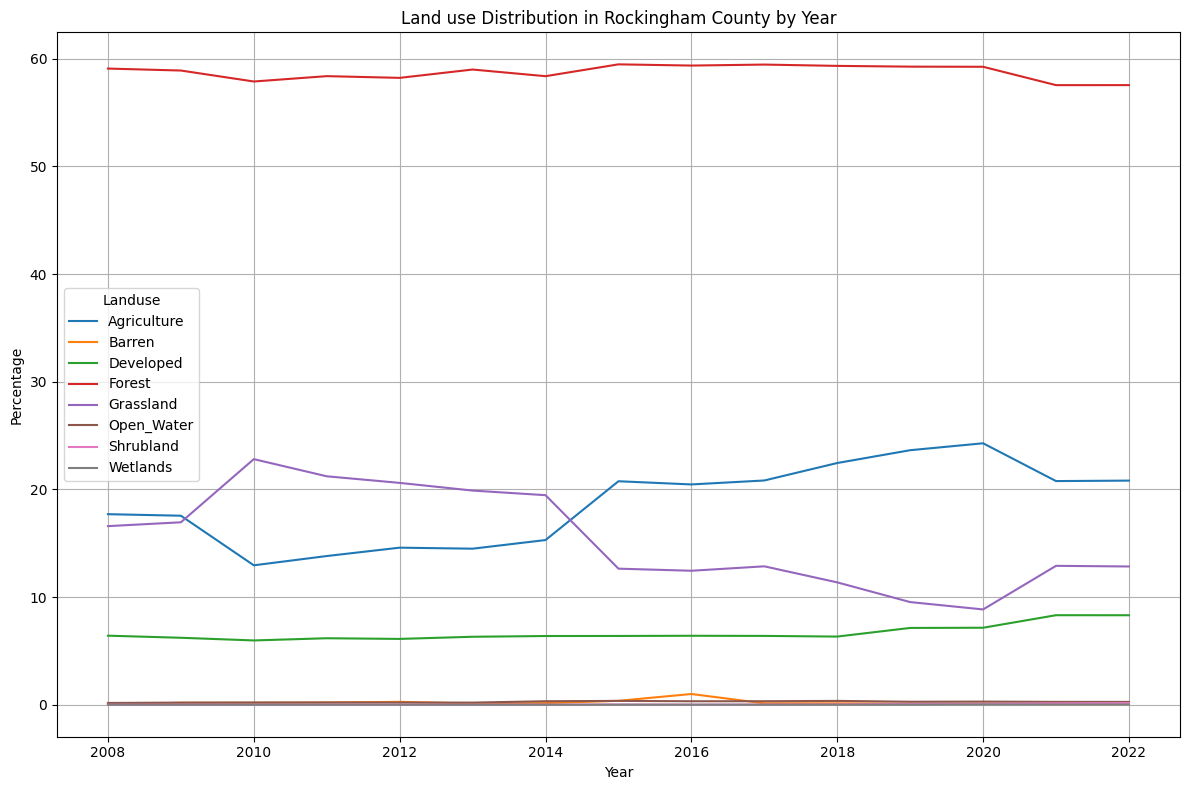 Land use Distribution in Rockingham County by Year
60
50
40
30
20
10
0
Percentage
Landuse
Agriculture
Barren
Developed
Forest
Grassland
Open_Water
Shrubland
Wetlands
2008 2010 2012 2014 2016 2018 2020 2022
Year